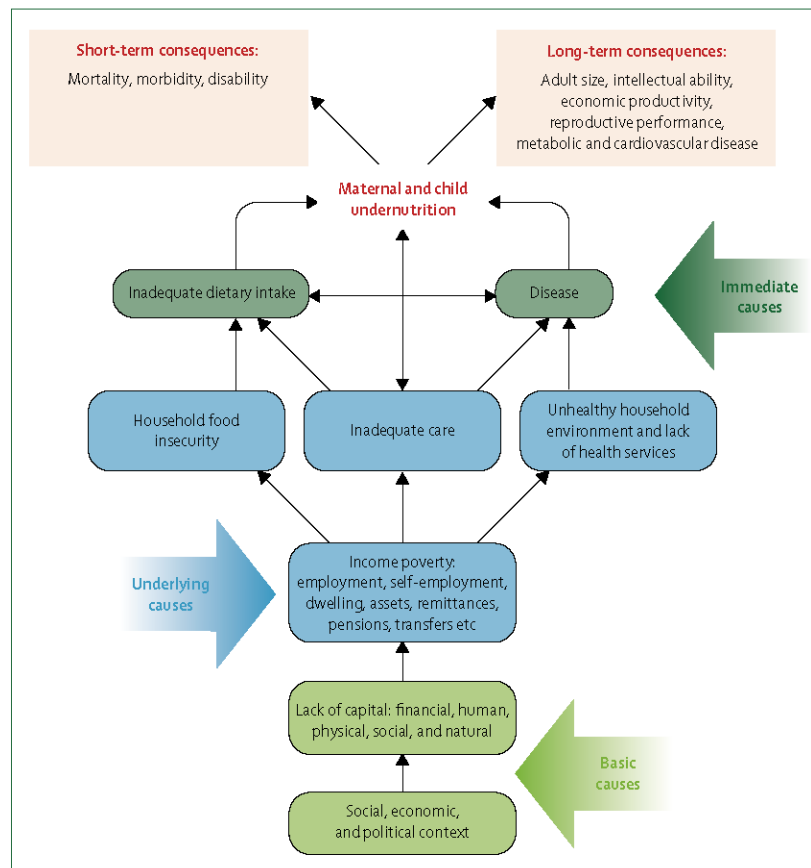 Short-term consequences:
Mortality, morbidity, disability
Long-term consequences:
Adult size, intellectual ability,
economic productivity,
reproductive performance,
metabolic and cardiovascular disease
Maternal and child
undernutrition
Inadequate dietary intake
Disease
Immediate
causes
Household food
insecurity
Inadequate care
Unhealthy household
environment and lack
of health services
Underlying
causes
Income poverty:
employment, self-employment,
dwelling, assets, remittances,
pensions, transfers etc
Lack of capital: financial, human,
physical, social, and natural
Basic
causes
Social, economic,
and political context